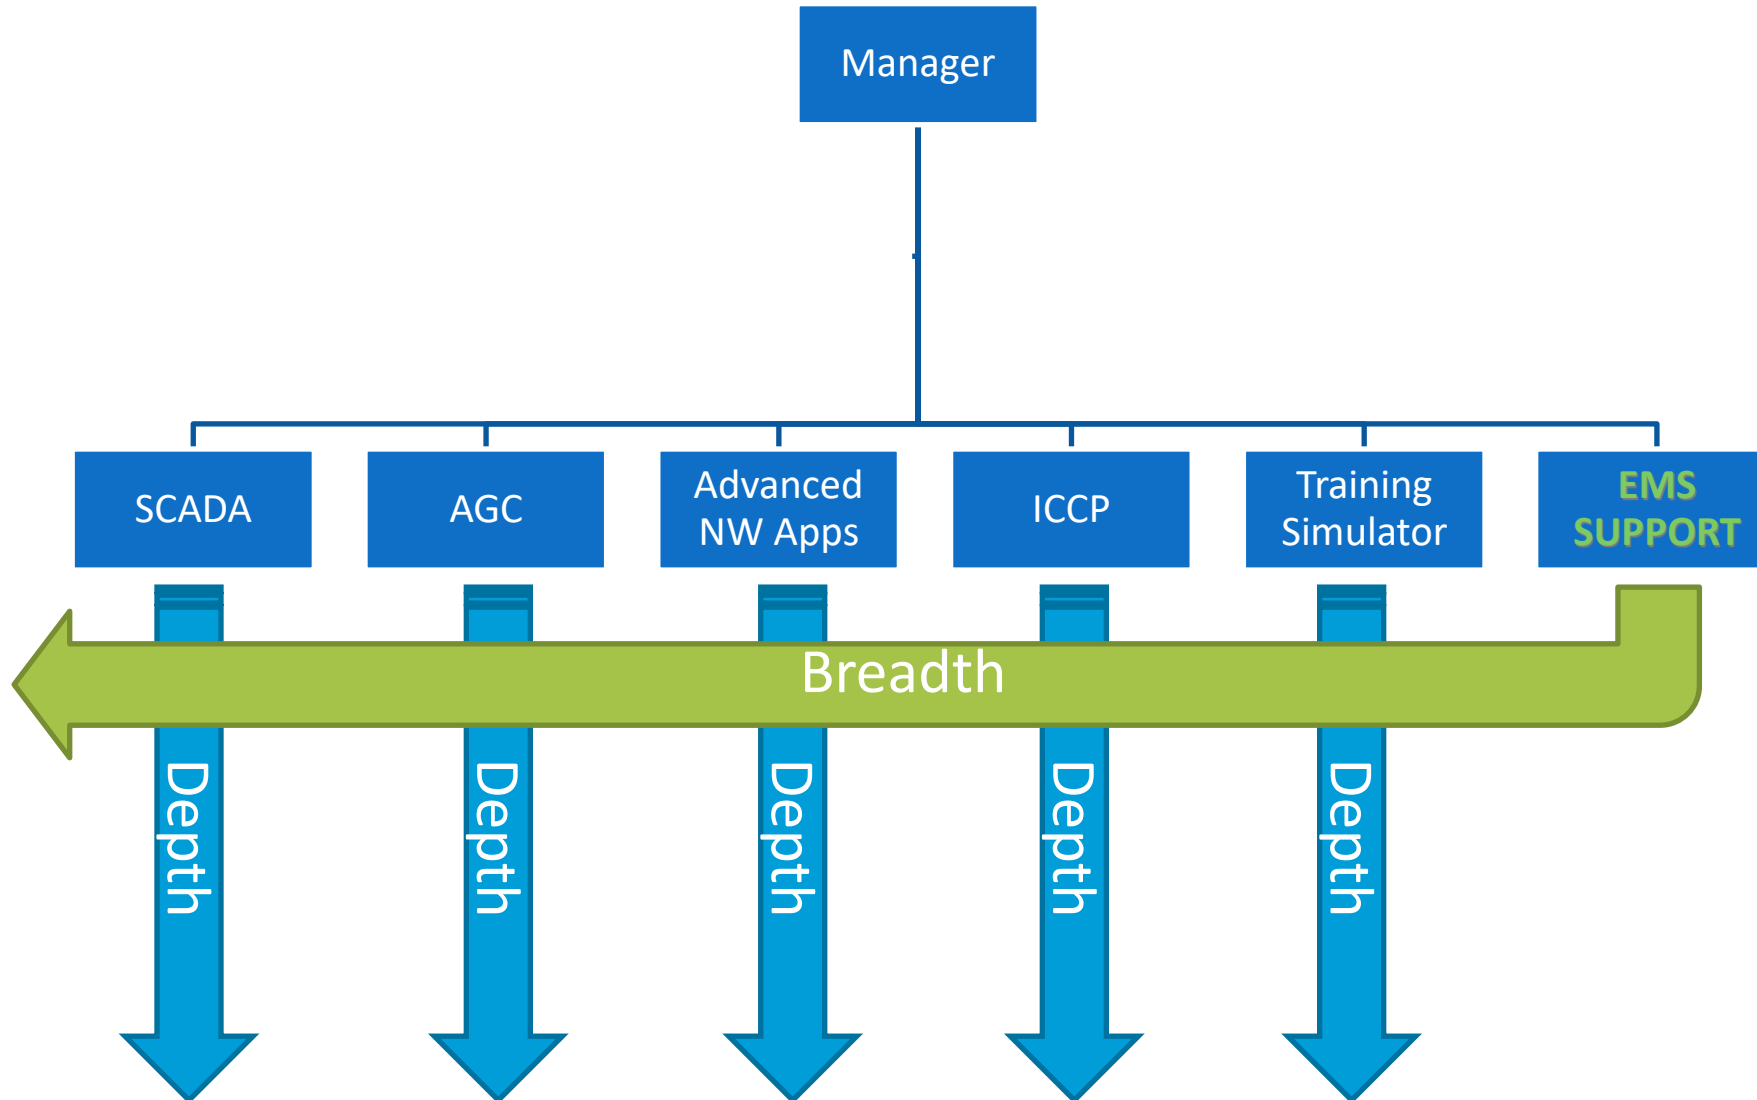 Manager
SCADA
AGC
Advanced
NW Apps
ICCP
Training
Simulator
EMS
SUPPORT
Breadth
Depth
Depth
Depth
Depth
Depth